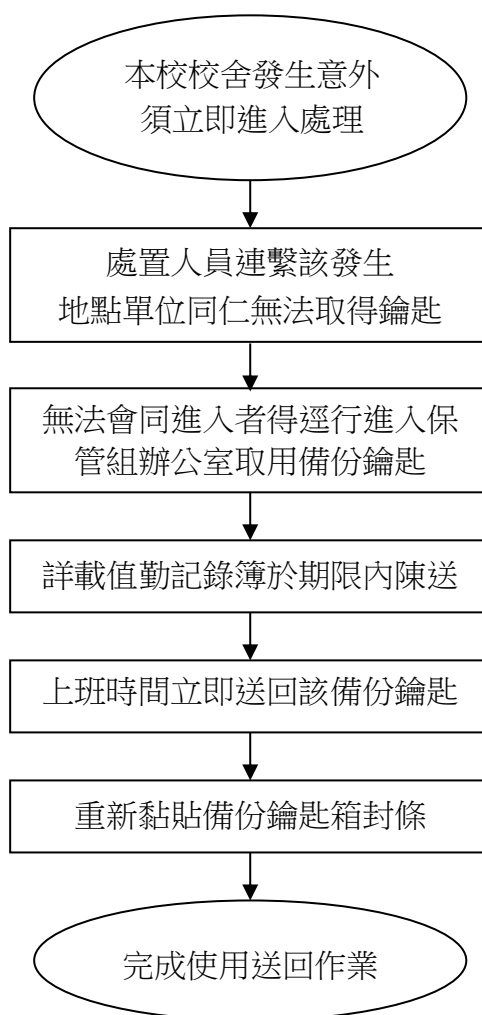 本校校舍發生意外
須立即進入處理
處置人員連繫該發生
地點單位同仁無法取得鑰匙
無法會同進入者得逕行進入保
管組辦公室取用備份鑰匙
詳載值勤記錄簿於期限內陳送
上班時間立即送回該備份鑰匙
重新黏貼備份鑰匙箱封條
完成使用送回作業